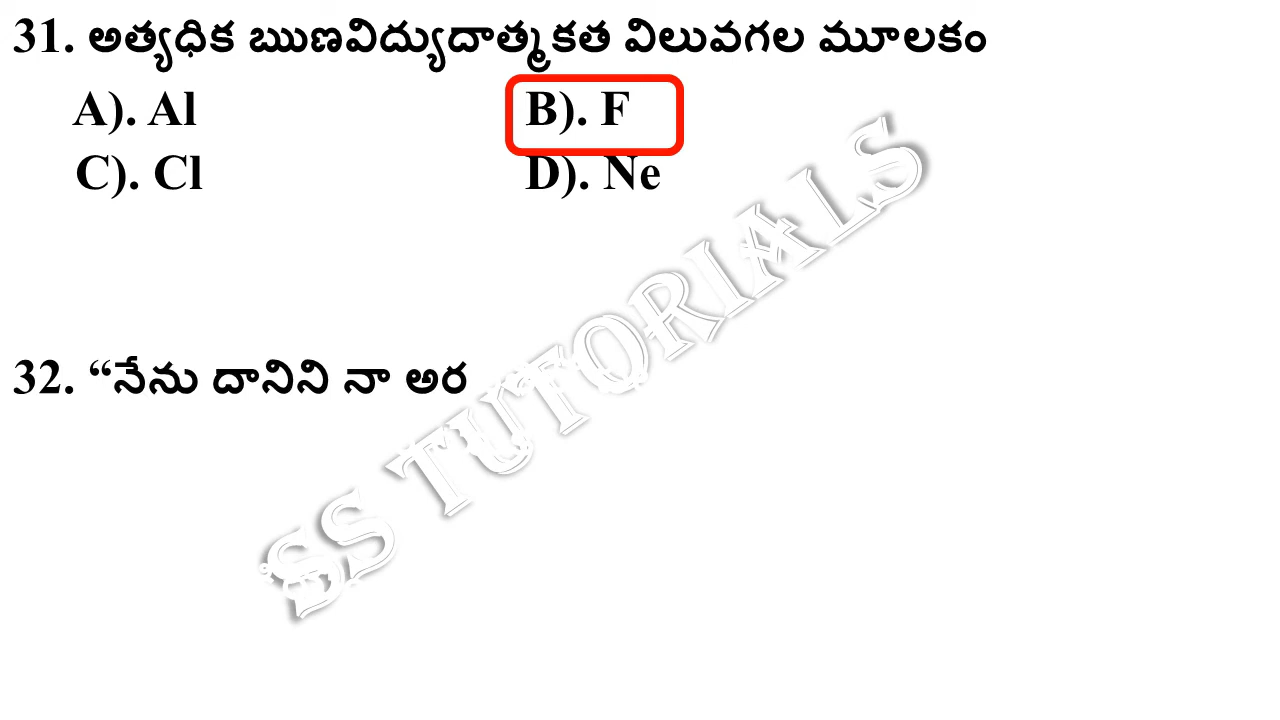 31. అత్యధిక ఋణవిద్యుదాత్మకత విలువగల మూలకం
A). Al B). F
C). Cl D). Ne
32. “నేను దానిని నా అర
SS TUTORIALS